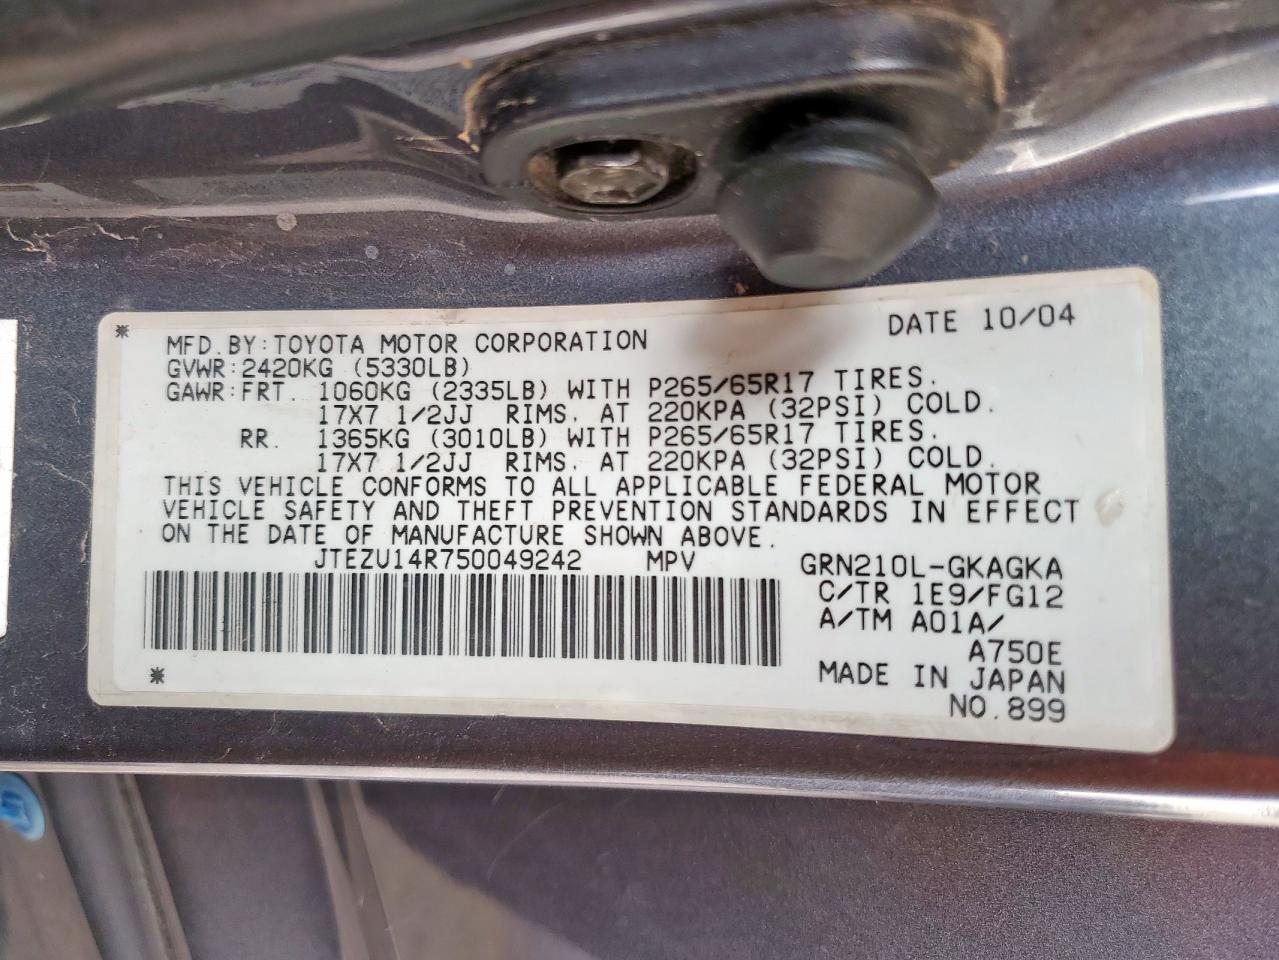 DATE 10/04
MFD.BY:TOYOTA MOTOR CORPORATION
GVWR:2420KG (5330LB)
GAWR:FRT. 1060KG (2335LB) WITH P265/65R17 TIRES.
17X7 1/2JJ RIMS. AT 220KPA (32PSI) COLD.
RR. 1365KG (3010LB) WITH P265/65R17 TIRES.
17X7 1/2JJ RIMS. AT 220KPA (32PSI) COLD.
THIS VEHICLE CONFORMS TO ALL APPLICABLE FEDERAL MOTOR
VEHICLE SAFETY AND THEFT PREVENTION STANDARDS IN EFFECT
ON THE DATE OF MANUFACTURE SHOWN ABOVE.
JTEZU14R750049242 MPV GRN210L-GKAGKA
C/TR 1E9/FG12
A/TM A01A/
A750E
MADE IN JAPAN
NO.899